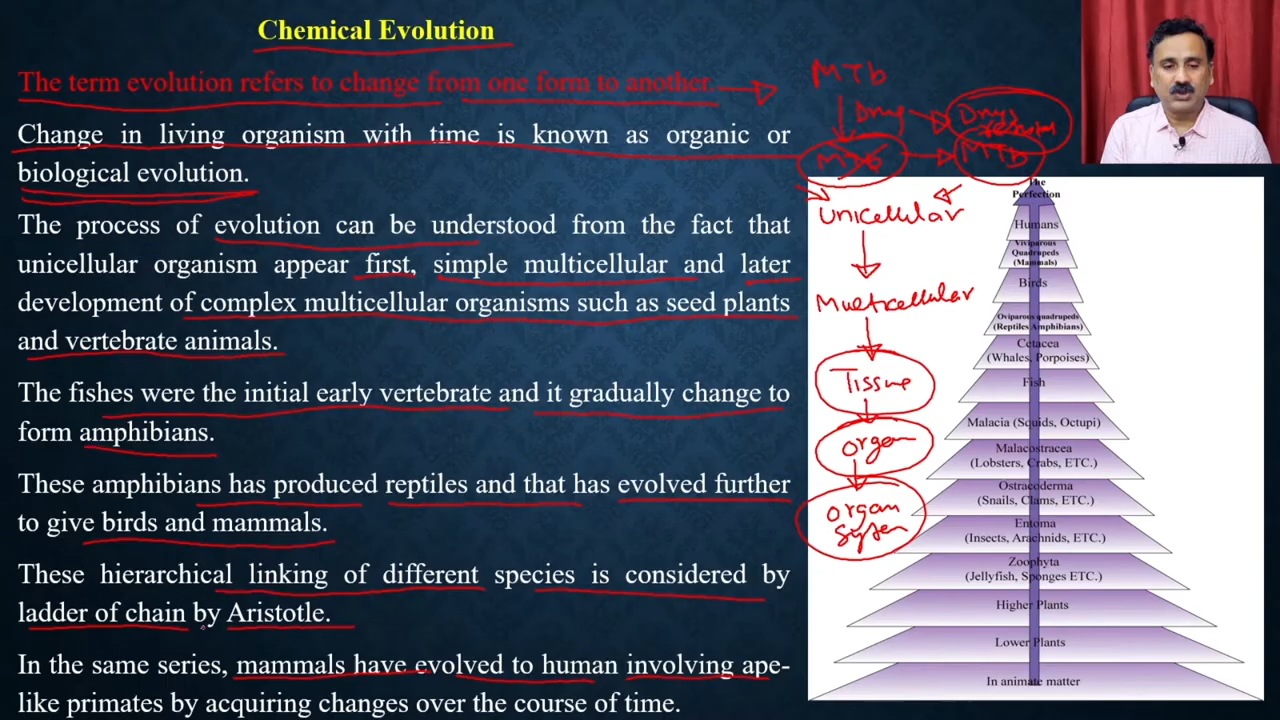 Chemical Evolution
The term evolution refers to change from one form to another.
Change in living organism with time is known as organic or
biological evolution.
The process of evolution can be understood from the fact that
unicellular organism appear first, simple multicellular and later
development of complex multicellular organisms such as seed plants
and vertebrate animals.
The fishes were the initial early vertebrate and it gradually change to
form amphibians.
These amphibians has produced reptiles and that has evolved further
to give birds and mammals.
These hierarchical linking of different species is considered by
ladder of chain by Aristotle.
In the same series, mammals have evolved to human involving ape-
like primates by acquiring changes over the course of time.
MTb
Drug
Drug
MTb
MTb
Unicellular
Multicellular
Tissue
Organ
Organ
System
The
Perfection
Humans
Viviparous
Quadupeds
(Mammals)
Birds
Oviparous quadrupeds
(Reptiles Amphibians)
Cetacea
(Whales, Porpoises)
Fish
Malacia (Squids, Octupi)
Malacostracea
(Lobsters, Crabs, ETC.)
Ostracoderma
(Snails, Clams, ETC.)
Entoma
(Insects, Arachnids, ETC.)
Zoophyta
(Jellyfish, Sponges ETC.)
Higher Plants
Lower Plants
In animate matter